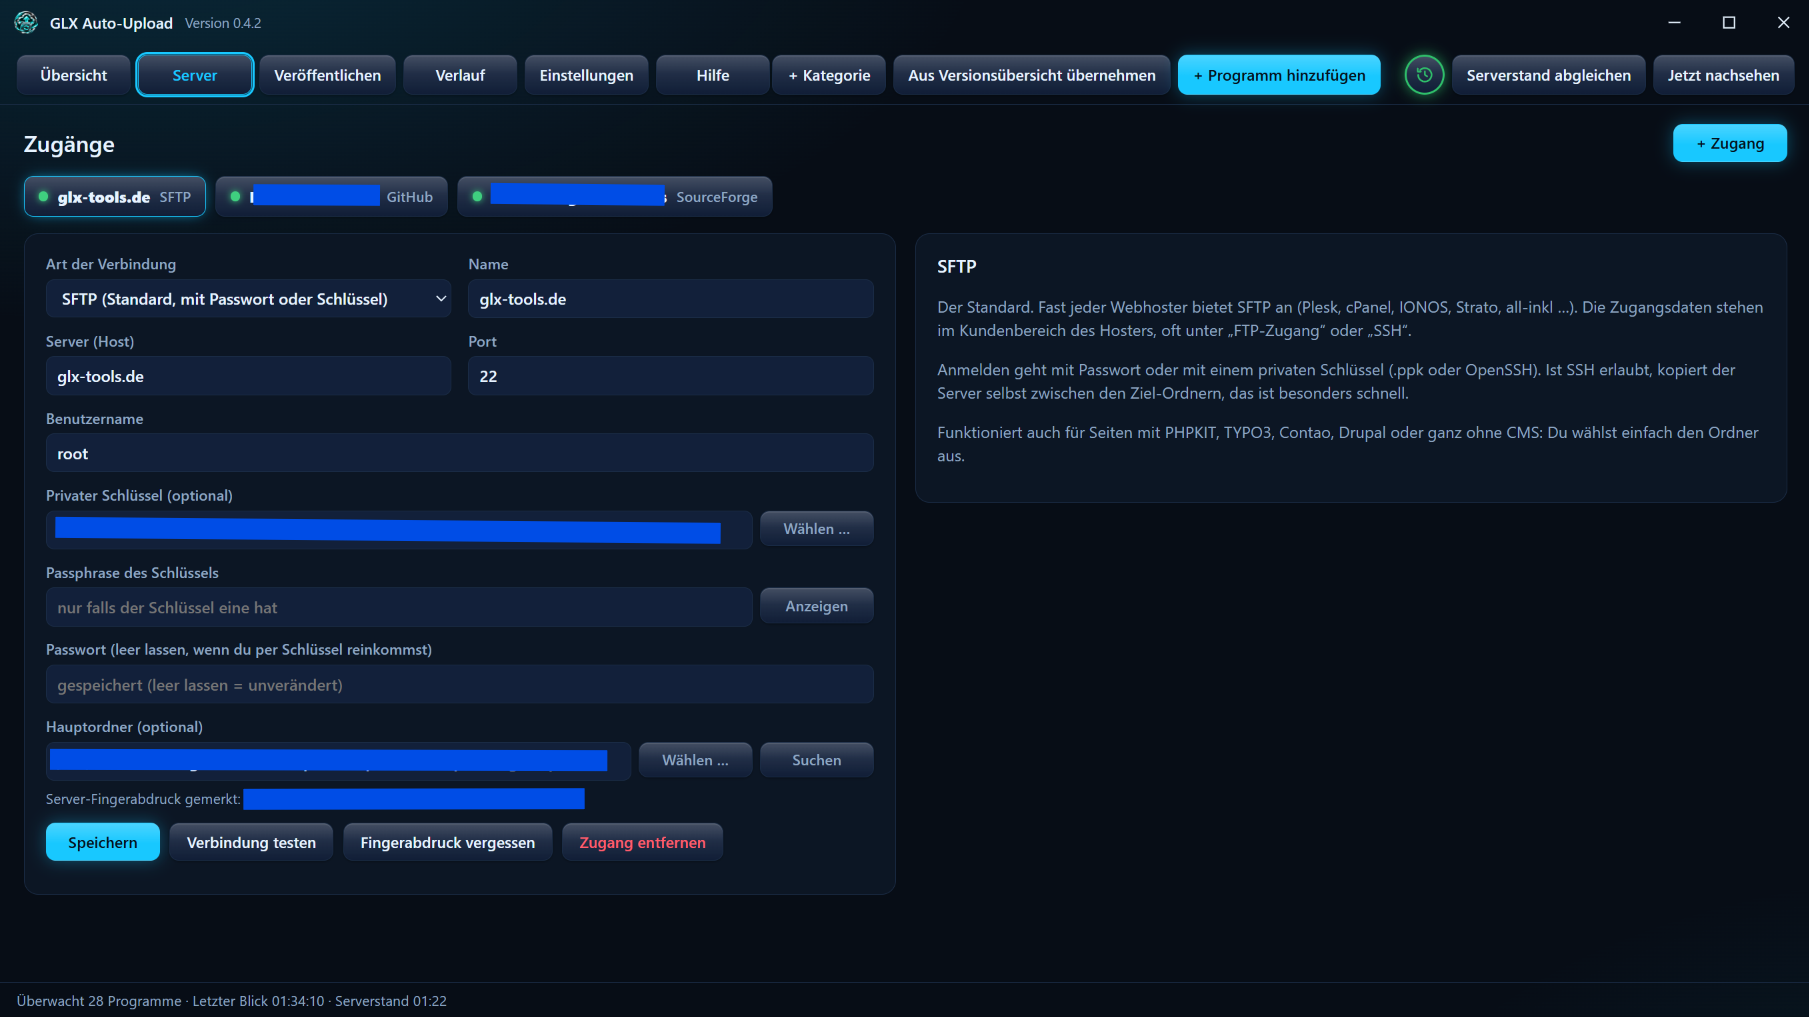 GLX Auto-Upload Version 0.4.2
Übersicht Server Veröffentlichen Verlauf Einstellungen Hilfe + Kategorie Aus Versionsübersicht übernehmen + Programm hinzufügen Serverstand abgleichen Jetzt nachsehen
Zugänge
+ Zugang
glx-tools.de SFTP
GitHub
SourceForge
Art der Verbindung
SFTP (Standard, mit Passwort oder Schlüssel)
Name
glx-tools.de
Server (Host)
glx-tools.de
Port
22
Benutzername
root
Privater Schlüssel (optional)
Wählen ...
Passphrase des Schlüssels
nur falls der Schlüssel eine hat
Anzeigen
Passwort (leer lassen, wenn du per Schlüssel reinkommst)
gespeichert (leer lassen = unverändert)
Hauptordner (optional)
Wählen ...
Suchen
Server-Fingerabdruck gemerkt:
Speichern Verbindung testen Fingerabdruck vergessen Zugang entfernen
SFTP
Der Standard. Fast jeder Webhoster bietet SFTP an (Plesk, cPanel, IONOS, Strato, all-inkl ...). Die Zugangsdaten stehen
im Kundenbereich des Hosters, oft unter „FTP-Zugang“ oder „SSH“.
Anmelden geht mit Passwort oder mit einem privaten Schlüssel (.ppk oder OpenSSH). Ist SSH erlaubt, kopiert der
Server selbst zwischen den Ziel-Ordnern, das ist besonders schnell.
Funktioniert auch für Seiten mit PHPKIT, TYPO3, Contao, Drupal oder ganz ohne CMS: Du wählst einfach den Ordner
aus.
Überwacht 28 Programme · Letzter Blick 01:34:10 · Serverstand 01:22